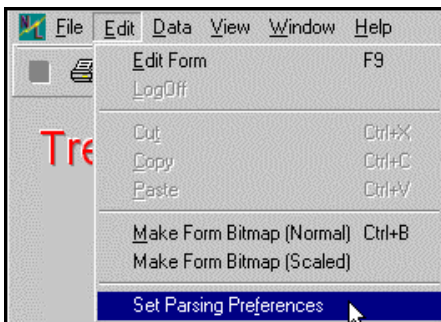 File Edit Data View Window Help
Edit Form F9
LogOff
Tre
Cut Ctrl+X
Copy Ctrl+C
Paste Ctrl+V
Make Form Bitmap (Normal) Ctrl+B
Make Form Bitmap (Scaled)
Set Parsing Preferences